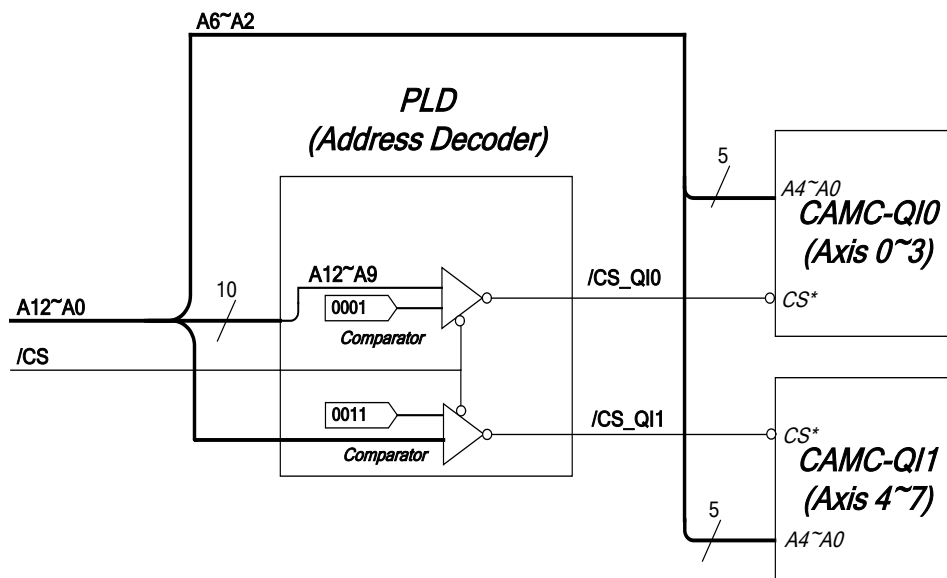 A6~A2
PLD
(Address Decoder)
5
A4~A0
CAMC-QI0
(Axis 0~3)
A12~A9
/CS_QI0
10
A12~A0
0001
CS*
Comparator
/CS
0011
/CS_QI1
CS*
Comparator
CAMC-QI1
(Axis 4~7)
5
A4~A0